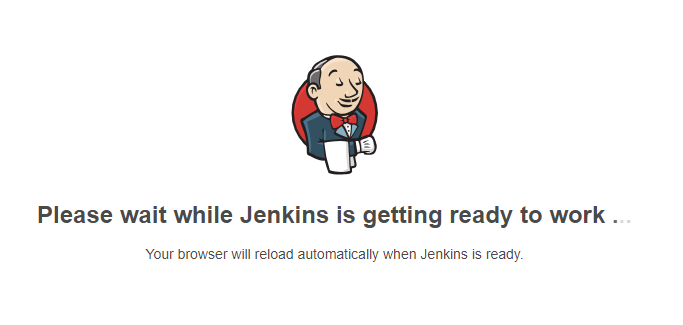 Please wait while Jenkins is getting ready to work ...
Your browser will reload automatically when Jenkins is ready.